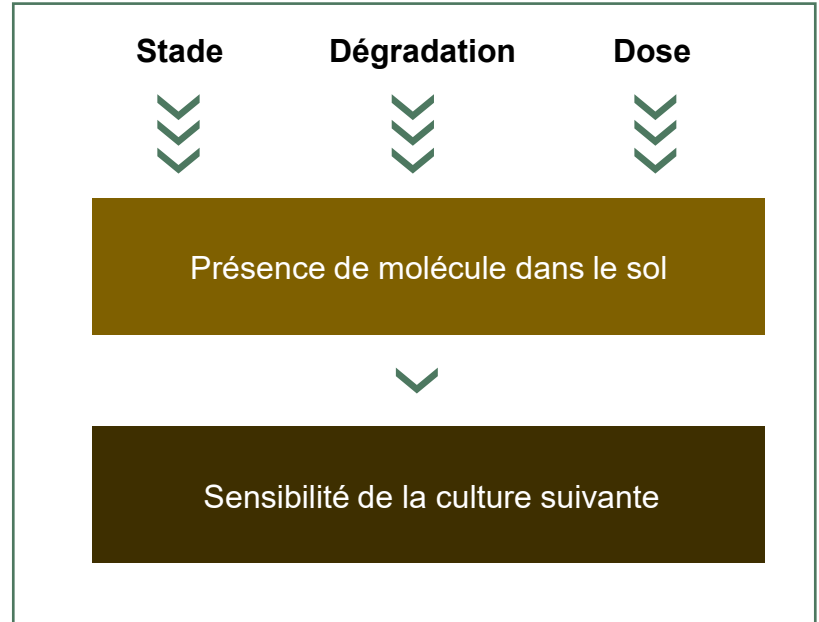 Stade Dégradation Dose
Présence de molécule dans le sol
Sensibilité de la culture suivante